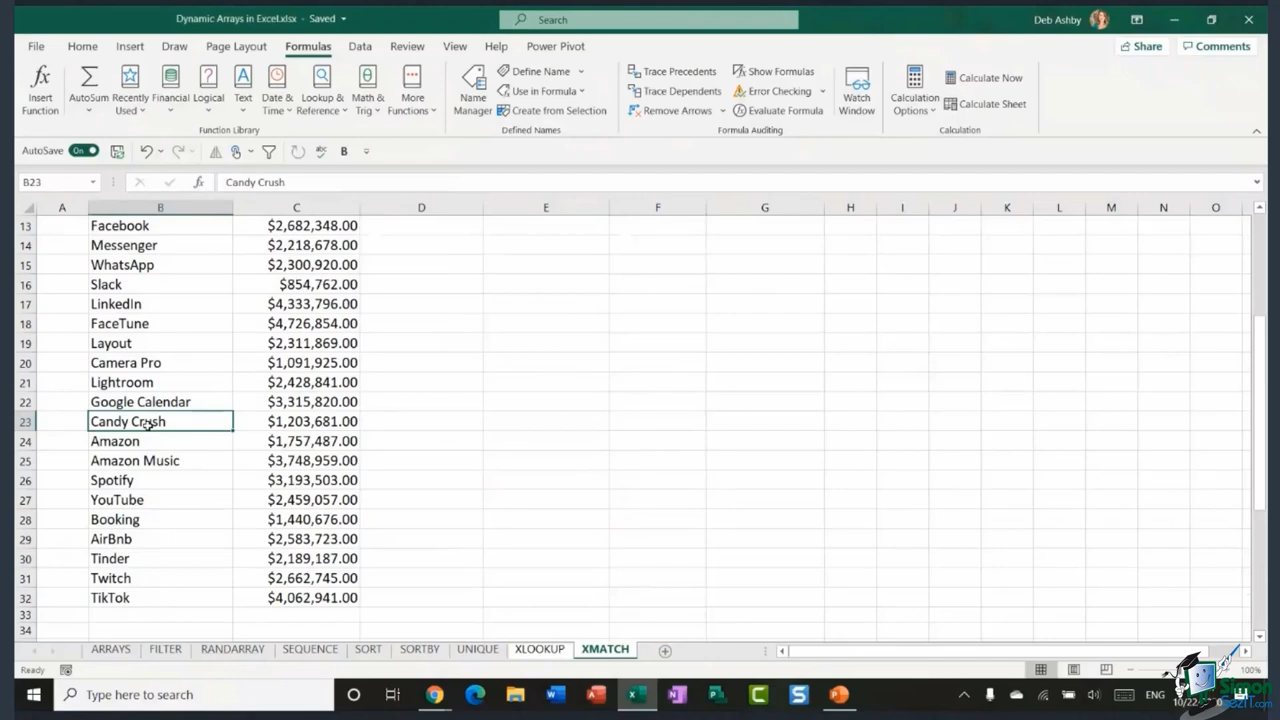 Dynamic Arrays in Excel.xlsx - Saved
Search
Deb Ashby
File Home Insert Draw Page Layout Formulas Data Review View Help Power Pivot
Share Comments
Insert Function
AutoSum
Recently Used
Financial
Logical
Text
Date & Time
Lookup & Reference
Math & Trig
More Functions
Function Library
Name Manager
Define Name
Use in Formula
Create from Selection
Defined Names
Trace Precedents
Trace Dependents
Remove Arrows
Show Formulas
Error Checking
Evaluate Formula
Formula Auditing
Watch Window
Calculation Options
Calculate Now
Calculate Sheet
Calculation
AutoSave On
B
B23 fx Candy Crush
A B C D E F G H I J K L M N O
13 Facebook $2,682,348.00
14 Messenger $2,218,678.00
15 WhatsApp $2,300,920.00
16 Slack $854,762.00
17 LinkedIn $4,333,796.00
18 FaceTune $4,726,854.00
19 Layout $2,311,869.00
20 Camera Pro $1,091,925.00
21 Lightroom $2,428,841.00
22 Google Calendar $3,315,820.00
23 Candy Crush $1,203,681.00
24 Amazon $1,757,487.00
25 Amazon Music $3,748,959.00
26 Spotify $3,193,503.00
27 YouTube $2,459,057.00
28 Booking $1,440,676.00
29 AirBnb $2,583,723.00
30 Tinder $2,189,187.00
31 Twitch $2,662,745.00
32 TikTok $4,062,941.00
33
34
ARRAYS FILTER RANDARRAY SEQUENCE SORT SORTBY UNIQUE XLOOKUP XMATCH
Ready
100%
Type here to search
ENG
Simon
Sez IT.com